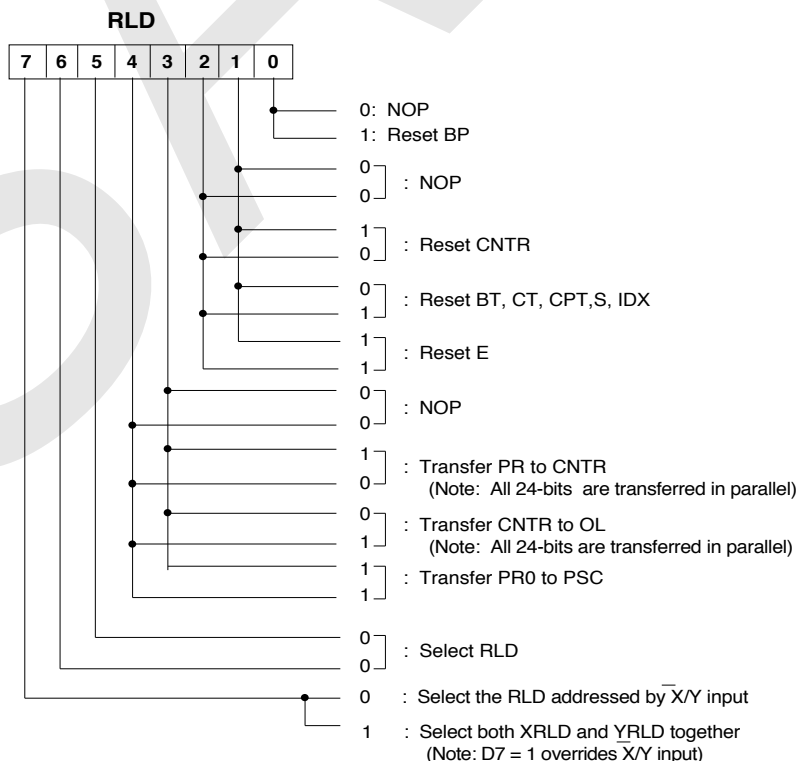 RLD
7 6 5 4 3 2 1 0
0: NOP
1: Reset BP
0
0
: NOP
1
0
: Reset CNTR
0
1
: Reset BT, CT, CPT,S, IDX
1
1
: Reset E
0
0
: NOP
1
0
: Transfer PR to CNTR
(Note: All 24-bits are transferred in parallel)
0
1
: Transfer CNTR to OL
(Note: All 24-bits are transferred in parallel)
1
1
: Transfer PR0 to PSC
0
0
: Select RLD
0 : Select the RLD addressed by X̅/Y input
1 : Select both XRLD and YRLD together
(Note: D7 = 1 overrides X̅/Y input)